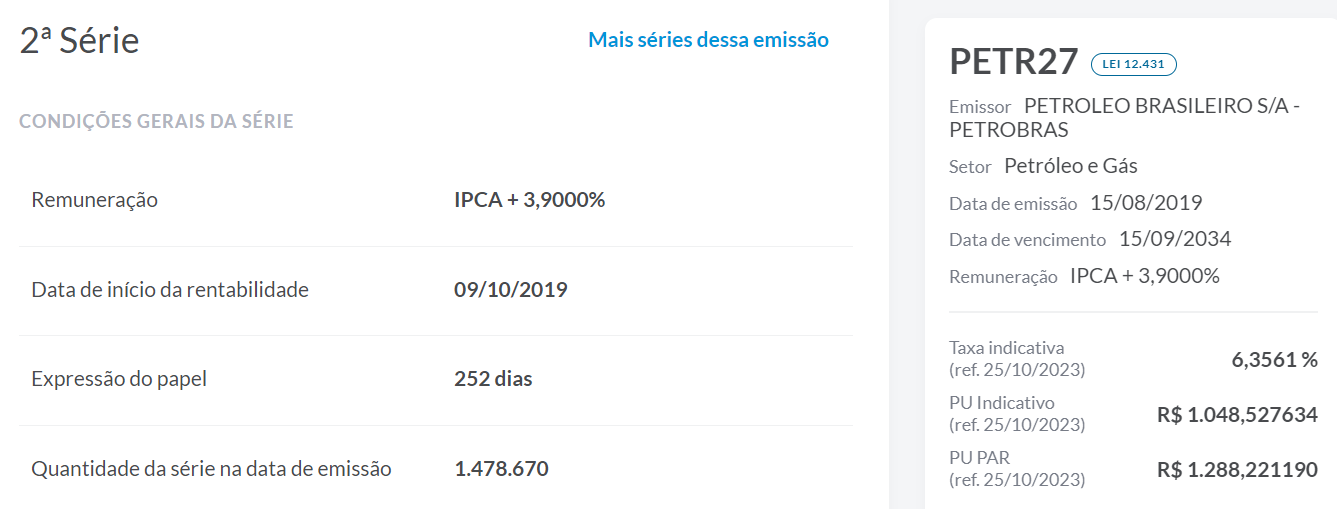 2ª Série
Mais séries dessa emissão
CONDIÇÕES GERAIS DA SÉRIE
Remuneração IPCA + 3,9000%
Data de início da rentabilidade 09/10/2019
Expressão do papel 252 dias
Quantidade da série na data de emissão 1.478.670
PETR27 LEI 12.431
Emissor PETROLEO BRASILEIRO S/A -
PETROBRAS
Setor Petróleo e Gás
Data de emissão 15/08/2019
Data de vencimento 15/09/2034
Remuneração IPCA + 3,9000%
Taxa indicativa
(ref. 25/10/2023) 6,3561 %
PU Indicativo
(ref. 25/10/2023) R$ 1.048,527634
PU PAR
(ref. 25/10/2023) R$ 1.288,221190